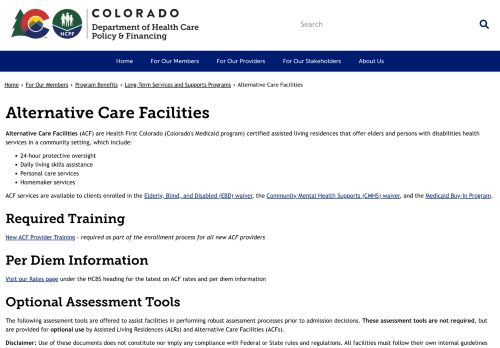 COLORADO
Department of Health Care
Policy & Financing
HCPF
Search
Home For Our Members For Our Providers For Our Stakeholders About Us
Home › For Our Members › Program Benefits › Long-Term Services and Supports Programs › Alternative Care Facilities
Alternative Care Facilities
Alternative Care Facilities (ACF) are Health First Colorado (Colorado's Medicaid program) certified assisted living residences that offer elders and persons with disabilities health
services in a community setting, which include:
• 24-hour protective oversight
• Daily living skills assistance
• Personal care services
• Homemaker services
ACF services are available to clients enrolled in the Elderly, Blind, and Disabled (EBD) waiver, the Community Mental Health Supports (CMHS) waiver, and the Medicaid Buy-In Program.
Required Training
New ACF Provider Training - required as part of the enrollment process for all new ACF providers
Per Diem Information
Visit our Rates page under the HCBS heading for the latest on ACF rates and per diem information
Optional Assessment Tools
The following assessment tools are offered to assist facilities in performing robust assessment processes prior to admission decisions. These assessment tools are not required, but
are provided for optional use by Assisted Living Residences (ALRs) and Alternative Care Facilities (ACFs).
Disclaimer: Use of these documents does not constitute nor imply any compliance with Federal or State rules and regulations. All facilities must follow their own internal guidelines